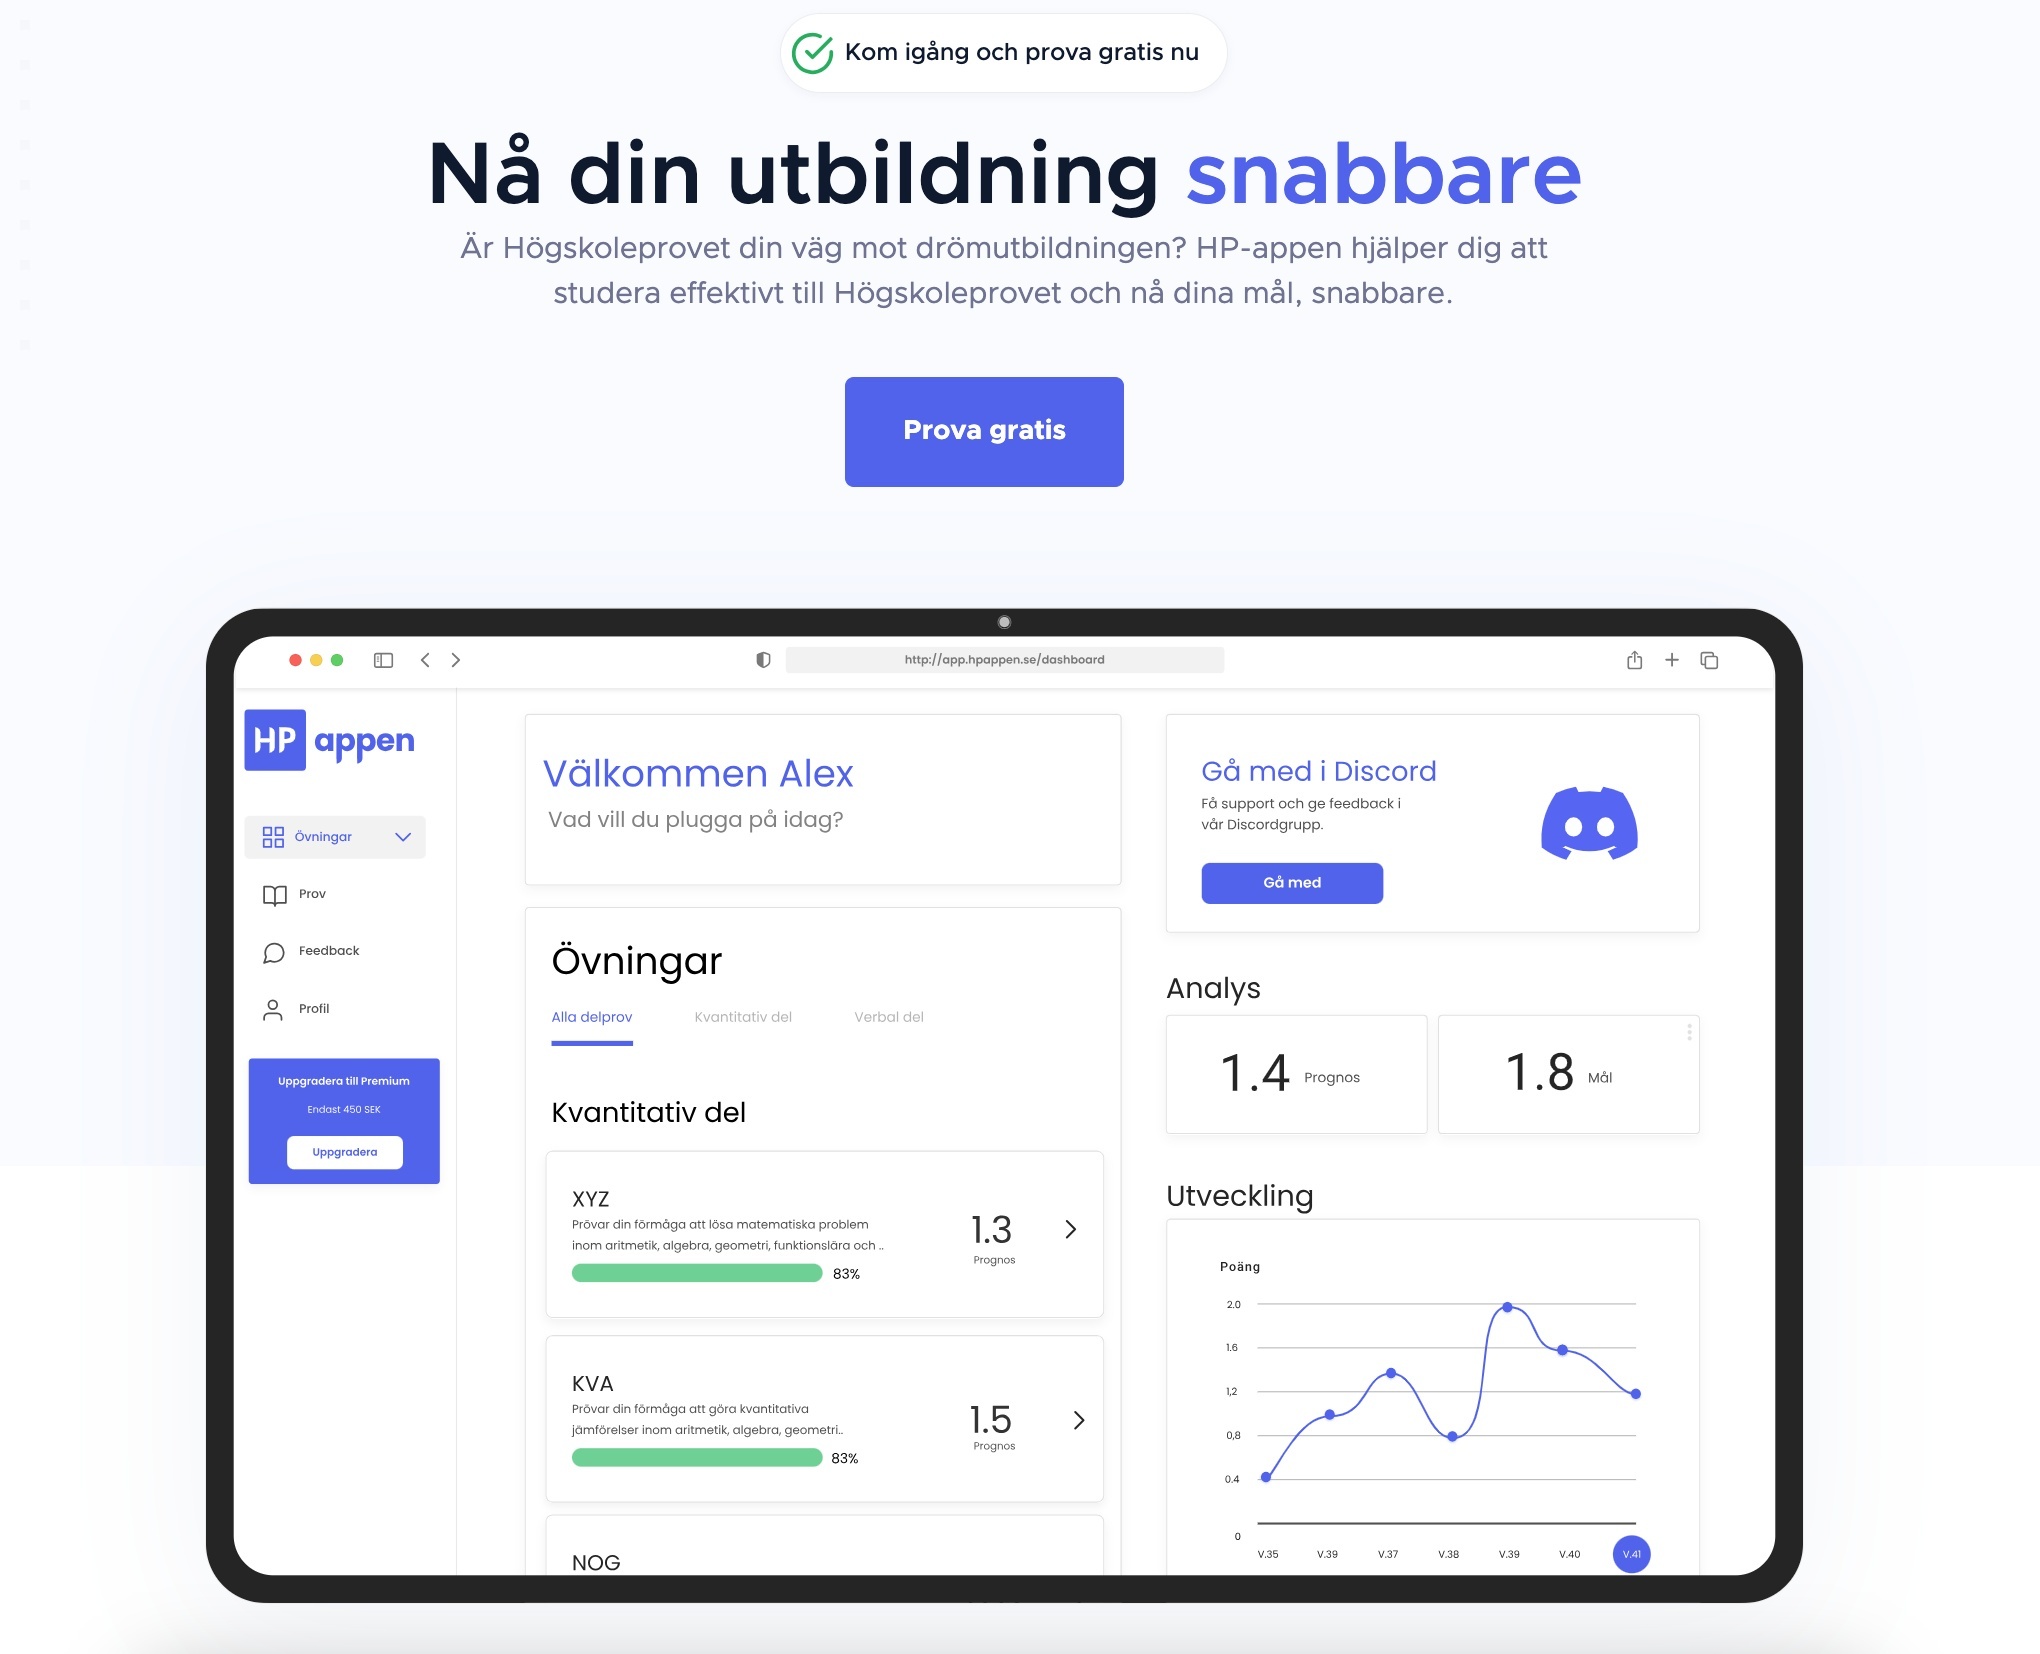 Kom igång och prova gratis nu
Nå din utbildning snabbare
Är Högskoleprovet din väg mot drömutbildningen? HP-appen hjälper dig att
studera effektivt till Högskoleprovet och nå dina mål, snabbare.
Prova gratis
http://app.hpappen.se/dashboard
HP appen
Övningar
Prov
Feedback
Profil
Uppgradera till Premium
Endast 450 SEK
Uppgradera
Välkommen Alex
Vad vill du plugga på idag?
Övningar
Alla delprov Kvantitativ del Verbal del
Kvantitativ del
XYZ
Prövar din förmåga att lösa matematiska problem
inom aritmetik, algebra, geometri, funktionslära och ..
83%
1.3
Prognos
KVA
Prövar din förmåga att göra kvantitativa
jämförelser inom aritmetik, algebra, geometri..
83%
1.5
Prognos
NOG
Gå med i Discord
Få support och ge feedback i
vår Discordgrupp.
Gå med
Analys
1.4 Prognos
1.8 Mål
Utveckling
Poäng
2.0
1.6
1,2
0,8
0.4
0
V.35 V.39 V.37 V.38 V.39 V.40 V.41